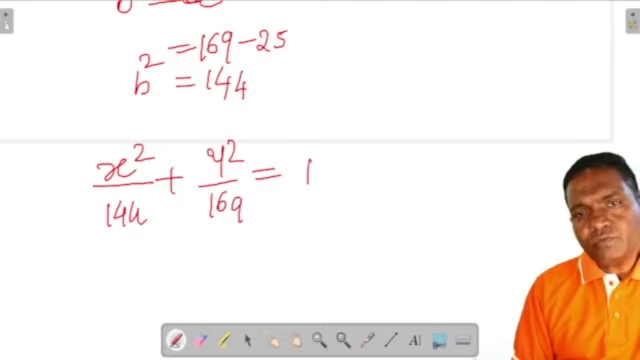 b² = 169 - 25
b² = 144
x²/144 + y²/169 = 1